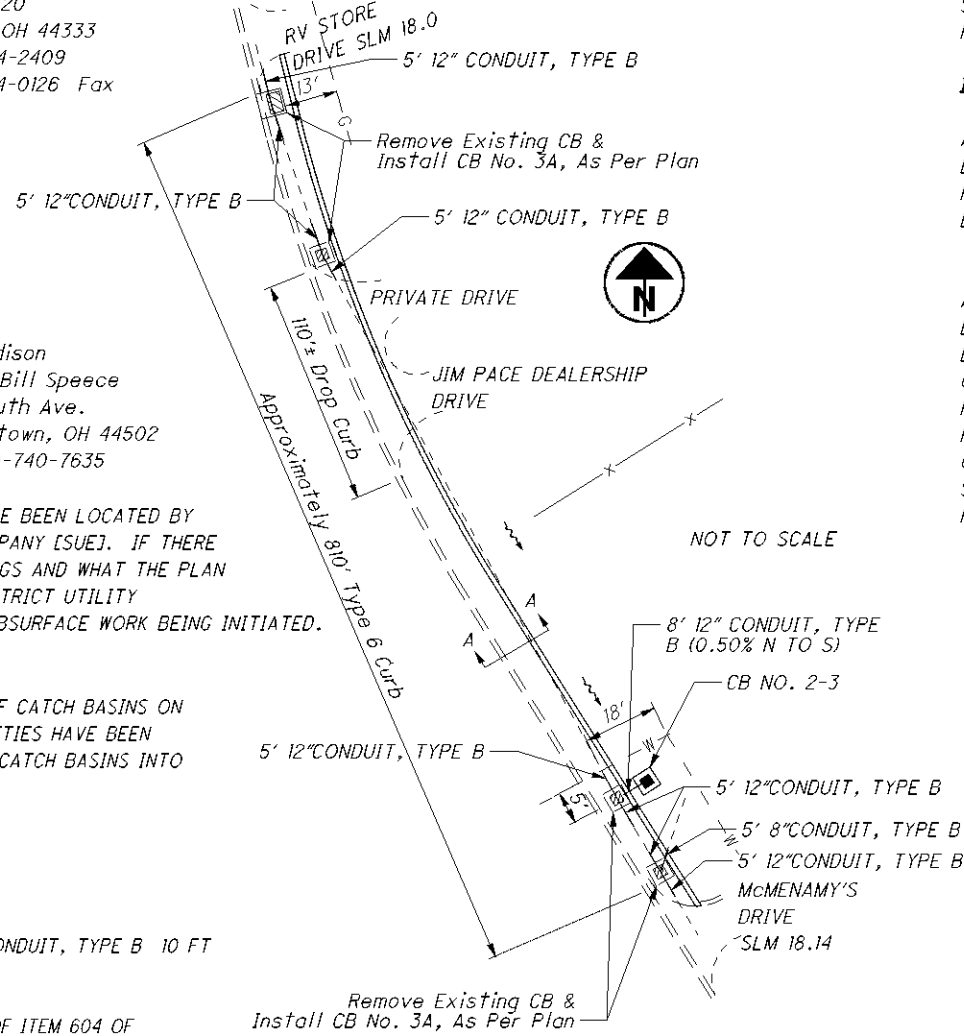 20
OH 44333
4-2409
4-0126 Fax
RV STORE
DRIVE SLM 18.0
5' 12" CONDUIT, TYPE B
13'
G
Remove Existing CB &
Install CB No. 3A, As Per Plan
5' 12"CONDUIT, TYPE B
5' 12" CONDUIT, TYPE B
N
PRIVATE DRIVE
110'± Drop Curb
JIM PACE DEALERSHIP
DRIVE
Approximately 810' Type 6 Curb
dison
Bill Speece
uth Ave.
town, OH 44502
-740-7635
X
X
E BEEN LOCATED BY
PANY [SUE]. IF THERE
GS AND WHAT THE PLAN
TRICT UTILITY
BSURFACE WORK BEING INITIATED.
NOT TO SCALE
A
A
8' 12" CONDUIT, TYPE
B (0.50% N TO S)
CB NO. 2-3
18'
W
F CATCH BASINS ON
TIES HAVE BEEN
CATCH BASINS INTO
5' 12"CONDUIT, TYPE B
5'
5' 12"CONDUIT, TYPE B
W
5' 8"CONDUIT, TYPE B
5' 12"CONDUIT, TYPE B
McMENAMY'S
DRIVE
SLM 18.14
ONDUIT, TYPE B 10 FT
Remove Existing CB &
Install CB No. 3A, As Per Plan
OF ITEM 604 OF